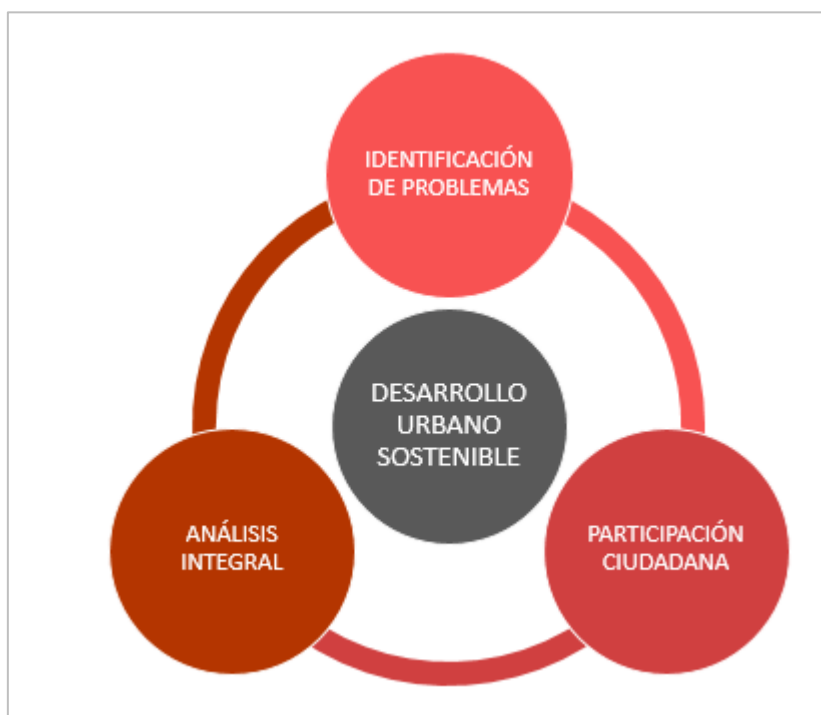 IDENTIFICACIÓN
DE PROBLEMAS
DESARROLLO
URBANO
SOSTENIBLE
ANÁLISIS
INTEGRAL
PARTICIPACIÓN
CIUDADANA